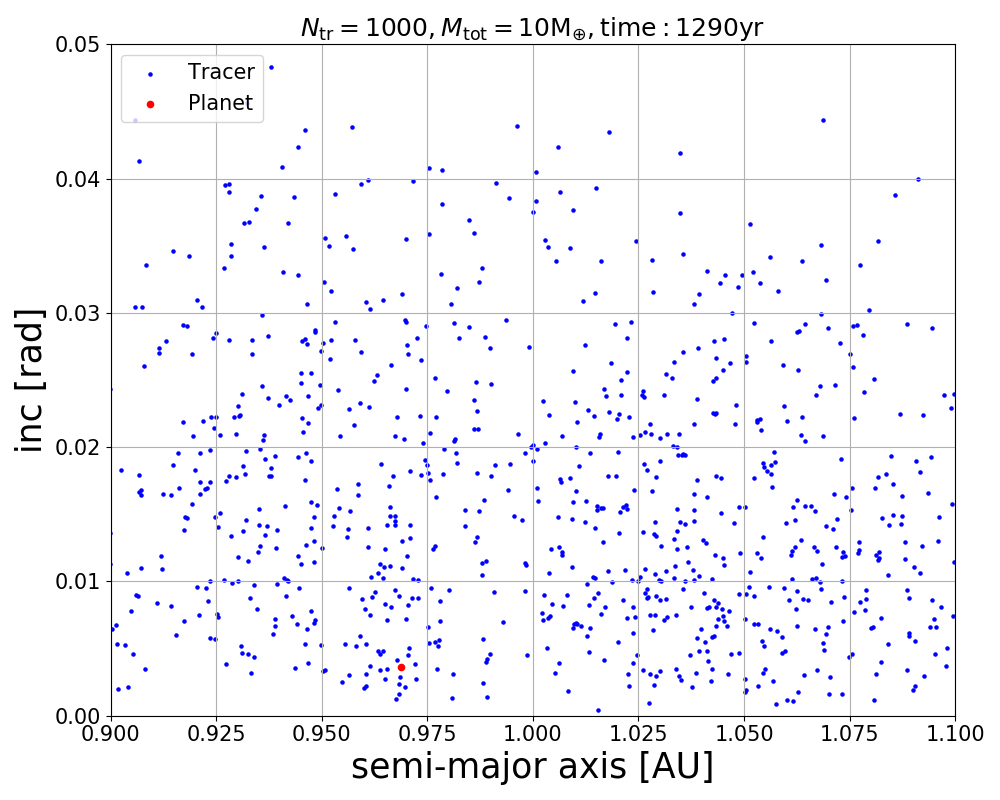 N_tr = 1000, M_tot = 10M_⊕, time : 1290yr
Tracer
Planet
0.05
0.04
0.03
0.02
0.01
0.00
inc [rad]
0.900 0.925 0.950 0.975 1.000 1.025 1.050 1.075 1.100
semi-major axis [AU]